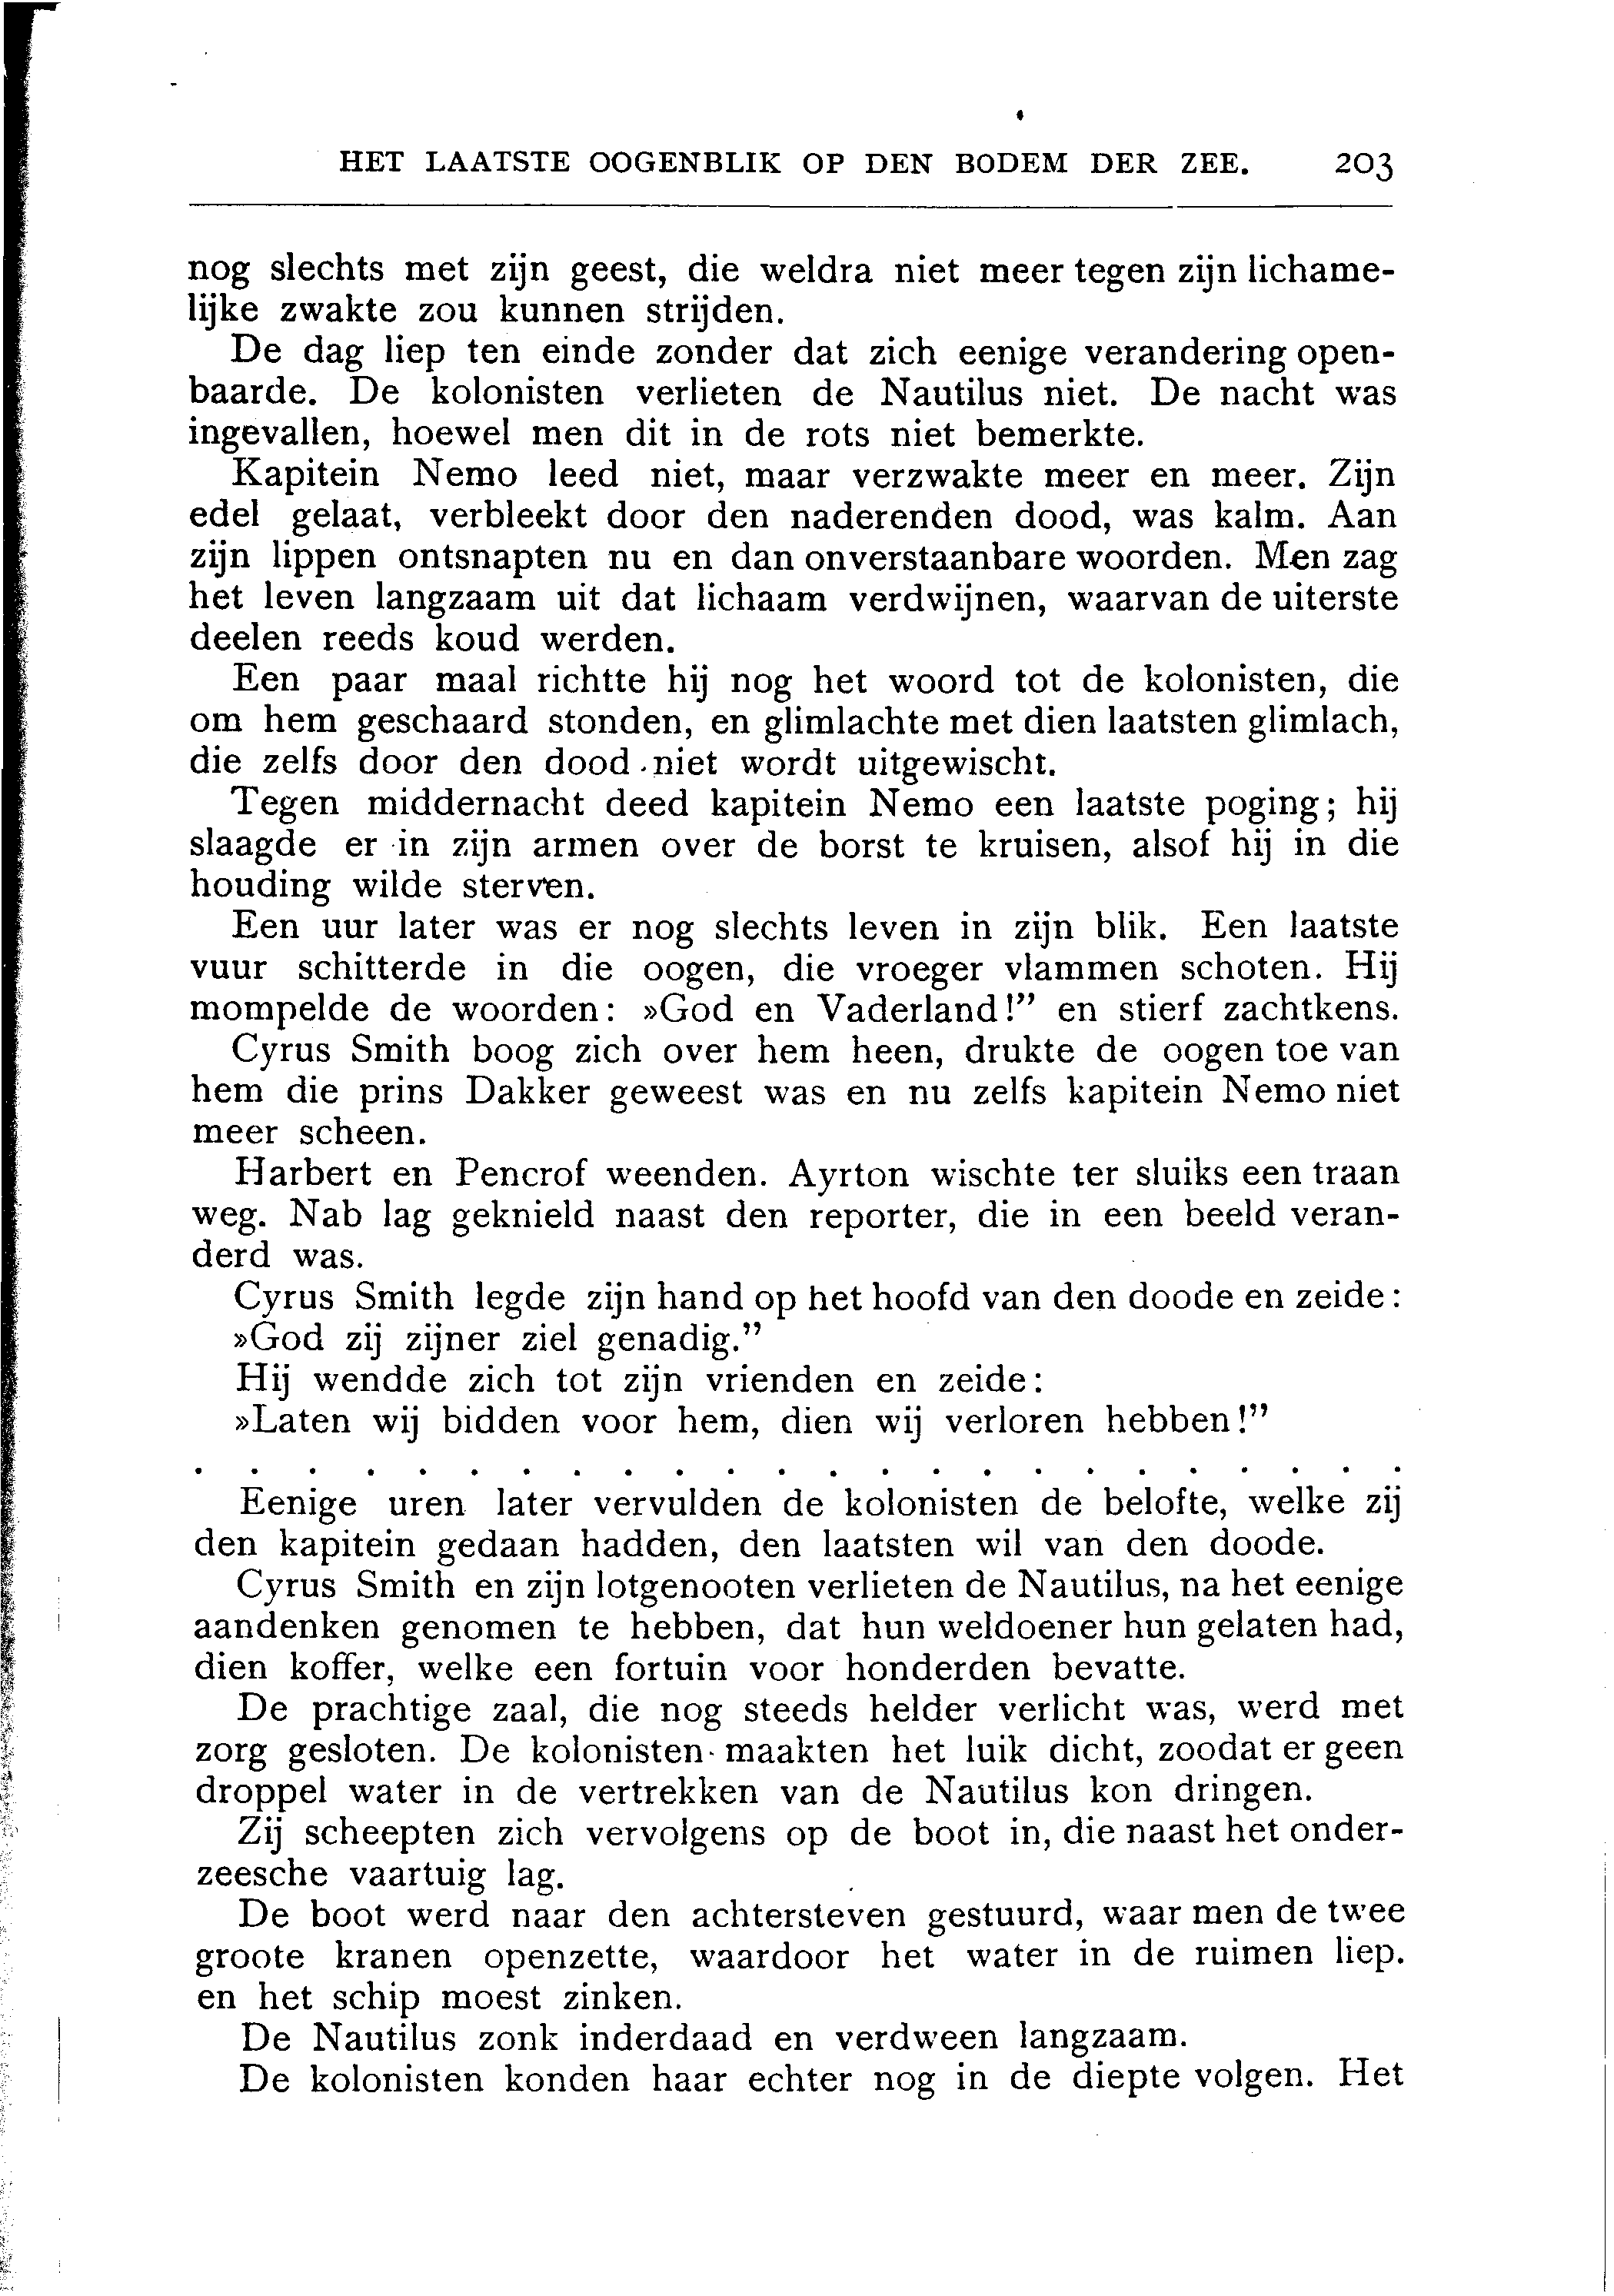 HET LAATSTE OOGENBLIK OP DEN BODEM DER ZEE. 203
nog slechts met zijn geest, die weldra niet meer tegen zijn lichame-
lijke zwakte zou kunnen strijden.
De dag liep ten einde zonder dat zich eenige verandering open-
baarde. De kolonisten verlieten de Nautilus niet. De nacht was
ingevallen, hoewel men dit in de rots niet bemerkte.
Kapitein Nemo leed niet, maar verzwakte meer en meer. Zijn
edel gelaat, verbleekt door den naderenden dood, was kalm. Aan
zijn lippen ontsnapten nu en dan onverstaanbare woorden. Men zag
het leven langzaam uit dat lichaam verdwijnen, waarvan de uiterste
deelen reeds koud werden.
Een paar maal richtte hij nog het woord tot de kolonisten, die
om hem geschaard stonden, en glimlachte met dien laatsten glimlach,
die zelfs door den dood niet wordt uitgewischt.
Tegen middernacht deed kapitein Nemo een laatste poging; hij
slaagde er in zijn armen over de borst te kruisen, alsof hij in die
houding wilde sterven.
Een uur later was er nog slechts leven in zijn blik. Een laatste
vuur schitterde in die oogen, die vroeger vlammen schoten. Hij
mompelde de woorden: »God en Vaderland!” en stierf zachtkens.
Cyrus Smith boog zich over hem heen, drukte de oogen toe van
hem die prins Dakker geweest was en nu zelfs kapitein Nemo niet
meer scheen.
Harbert en Pencrof weenden. Ayrton wischte ter sluiks een traan
weg. Nab lag geknield naast den reporter, die in een beeld veran-
derd was.
Cyrus Smith legde zijn hand op het hoofd van den doode en zeide:
»God zij zijner ziel genadig.”
Hij wendde zich tot zijn vrienden en zeide:
»Laten wij bidden voor hem, dien wij verloren hebben!”
. . . . . . . . . . . . . . . . . . . . . . . .
Eenige uren later vervulden de kolonisten de belofte, welke zij
den kapitein gedaan hadden, den laatsten wil van den doode.
Cyrus Smith en zijn lotgenooten verlieten de Nautilus, na het eenige
aandenken genomen te hebben, dat hun weldoener hun gelaten had,
dien koffer, welke een fortuin voor honderden bevatte.
De prachtige zaal, die nog steeds helder verlicht was, werd met
zorg gesloten. De kolonisten maakten het luik dicht, zoodat er geen
droppel water in de vertrekken van de Nautilus kon dringen.
Zij scheepten zich vervolgens op de boot in, die naast het onder-
zeesche vaartuig lag.
De boot werd naar den achtersteven gestuurd, waar men de twee
groote kranen openzette, waardoor het water in de ruimen liep.
en het schip moest zinken.
De Nautilus zonk inderdaad en verdween langzaam.
De kolonisten konden haar echter nog in de diepte volgen. Het